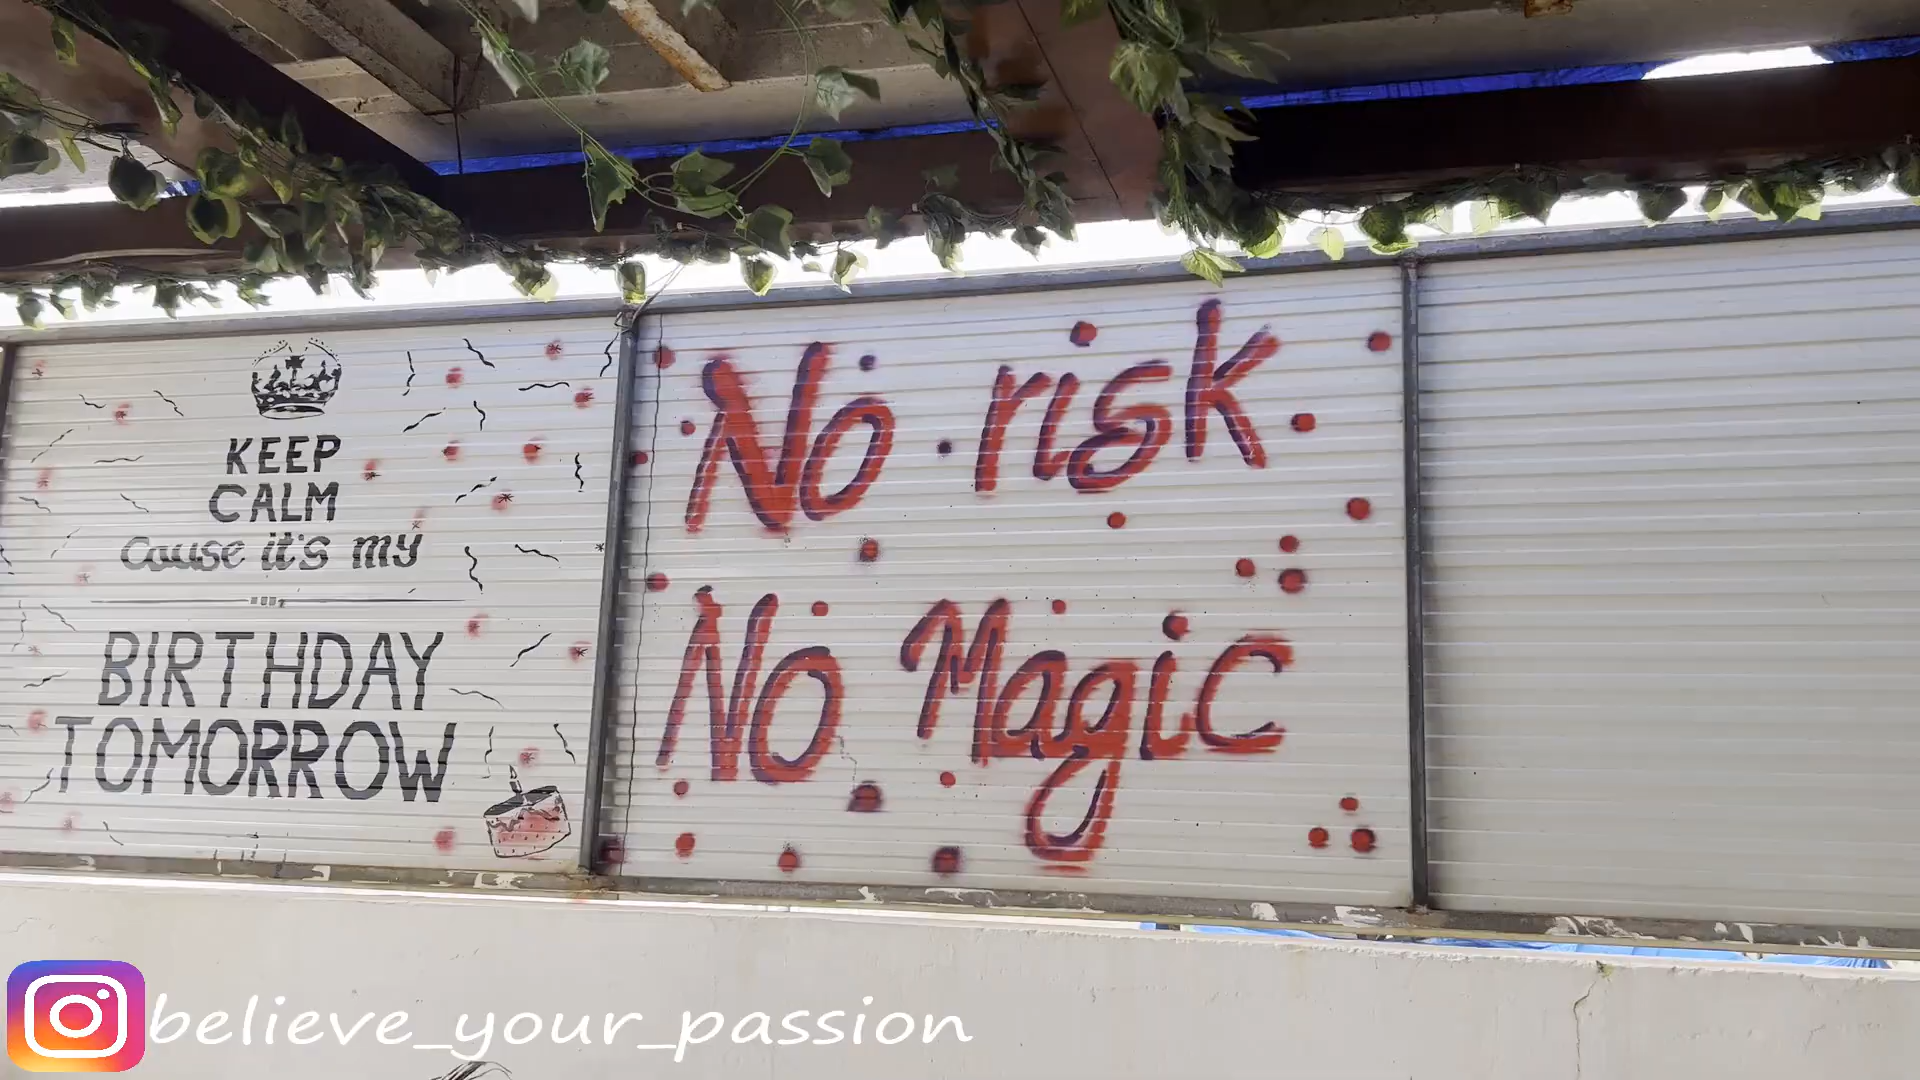 KEEP
CALM
Cause it's my
BIRTHDAY
TOMORROW
No risk
No Magic
believe_your_passion